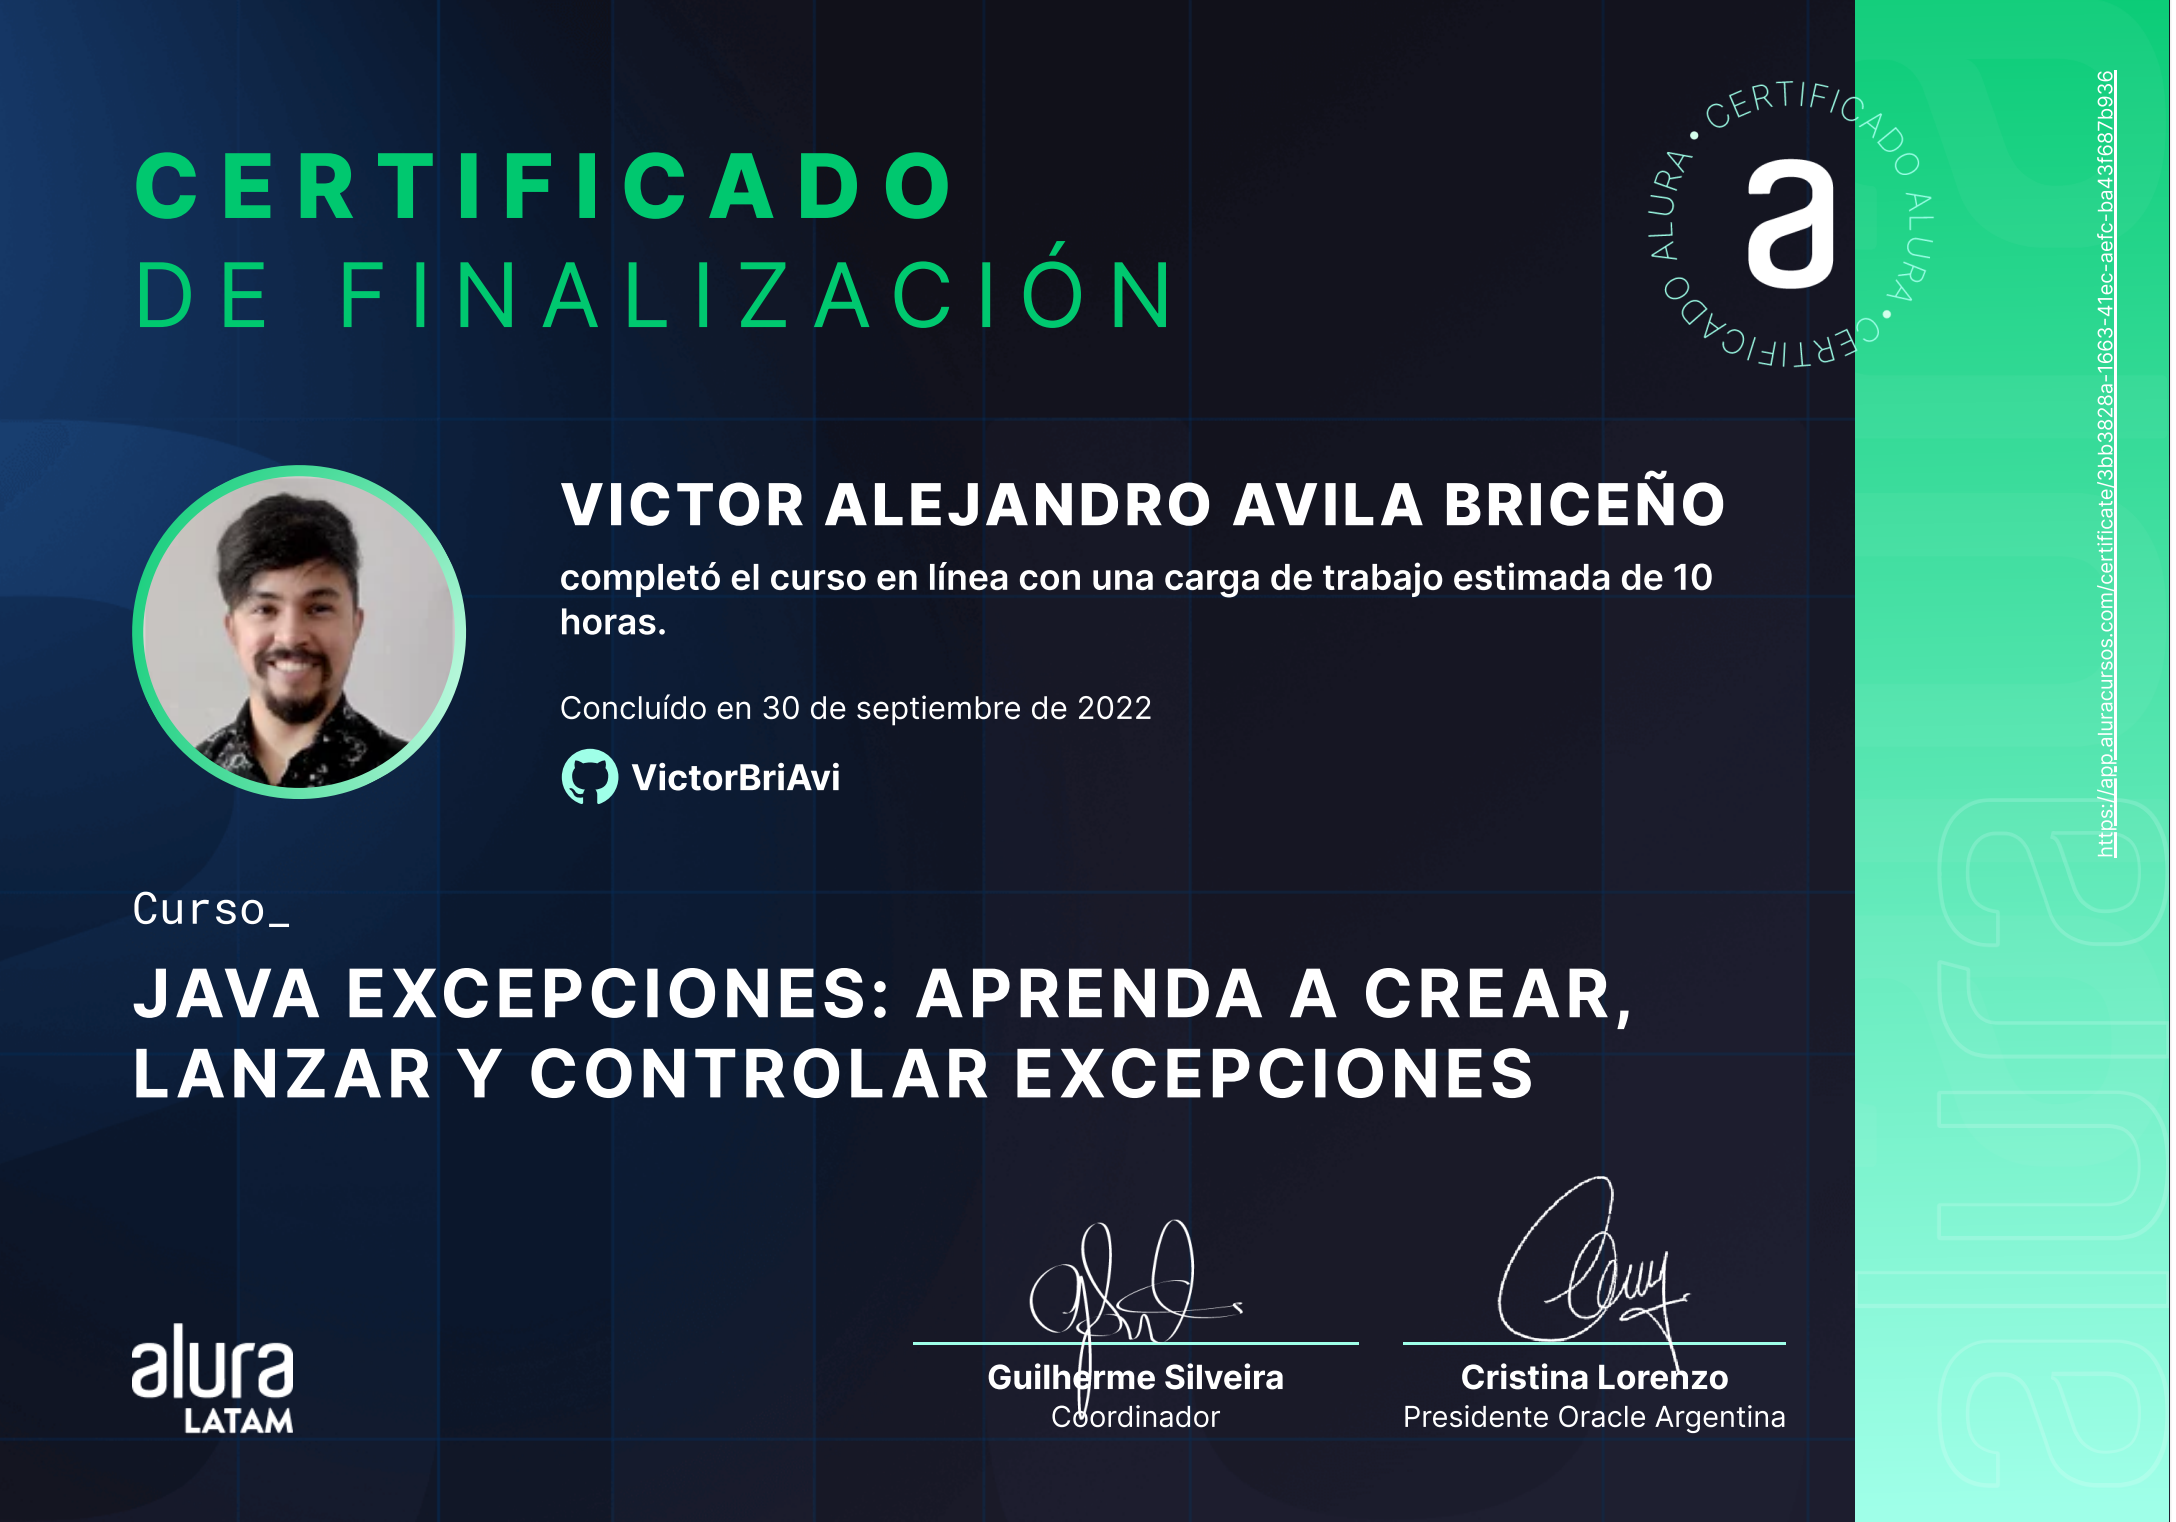 CERTIFICADO
DE FINALIZACIÓN
CERTIFICADO ALURA • CERTIFICADO ALURA •
a
https://app.aluracursos.com/certificate/3bb3828a-1663-41ec-aefc-ba43f687b936
VICTOR ALEJANDRO AVILA BRICEÑO
completó el curso en línea con una carga de trabajo estimada de 10
horas.
Concluído en 30 de septiembre de 2022
VictorBriAvi
Curso_
JAVA EXCEPCIONES: APRENDA A CREAR,
LANZAR Y CONTROLAR EXCEPCIONES
alura
LATAM
Guilherme Silveira
Coordinador
Cristina Lorenzo
Presidente Oracle Argentina
alura